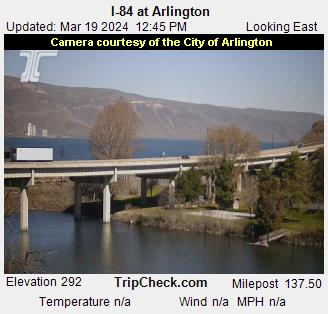 I-84 at Arlington
Updated: Mar 19 2024 12:45 PM Looking East
Camera courtesy of the City of Arlington
Elevation 292 TripCheck.com Milepost 137.50
Temperature n/a Wind n/a MPH n/a